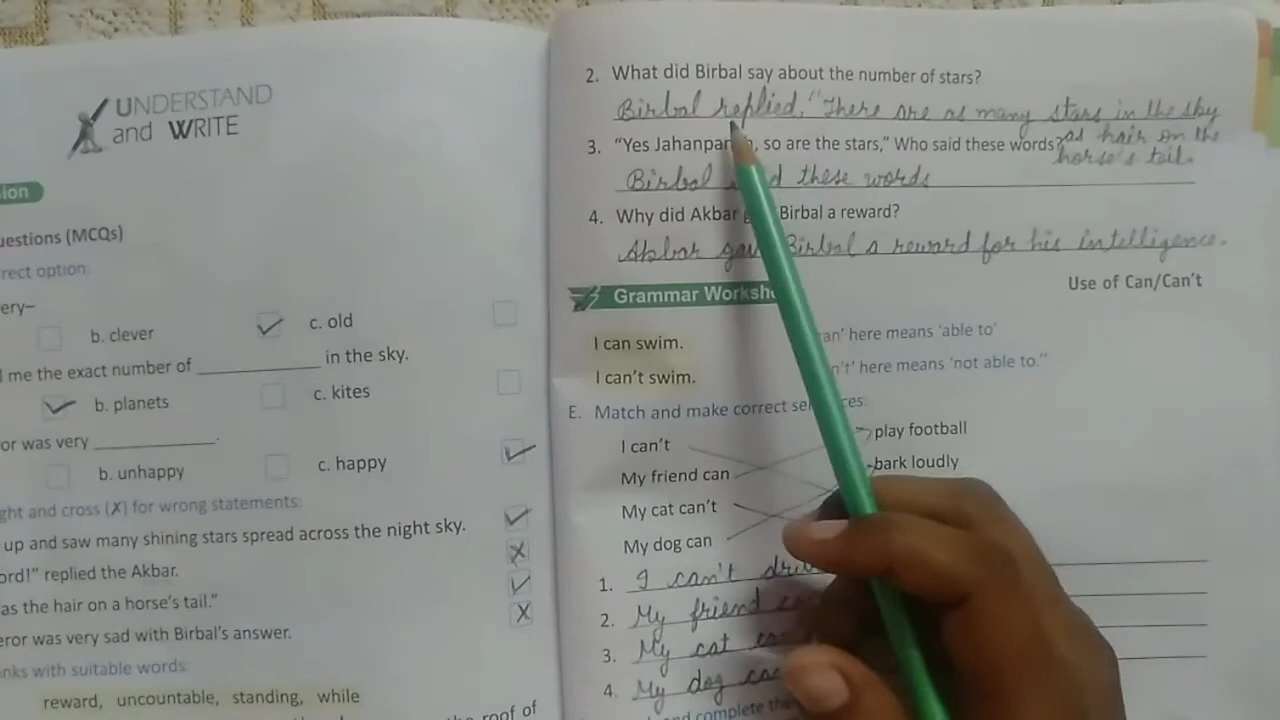 UNDERSTAND
and WRITE
ion
uestions (MCQs)
rect option:
ery–
b. clever
c. old
l me the exact number of ____________ in the sky.
b. planets
c. kites
or was very ____________.
b. unhappy
c. happy
ght and cross (✗) for wrong statements:
up and saw many shining stars spread across the night sky.
ord!" replied the Akbar.
as the hair on a horse's tail."
eror was very sad with Birbal's answer.
nks with suitable words
reward, uncountable, standing, while
roof of
2. What did Birbal say about the number of stars?
Birbal replied, "There are as many stars in the sky
as hair on the
horse's tail.
3. "Yes Jahanpan , so are the stars," Who said these words?
Birbal d these words
4. Why did Akbar Birbal a reward?
Akbar gav Birbal a reward for his intelligence.
Grammar Worksh
Use of Can/Can't
I can swim.
an' here means 'able to'
I can't swim.
n't' here means 'not able to."
E. Match and make correct se ces.
I can't
play football
My friend can
bark loudly
My cat can't
My dog can
1. I can't driv
2. My friend c
3. My cat ca
4. My dog ca
and complete the